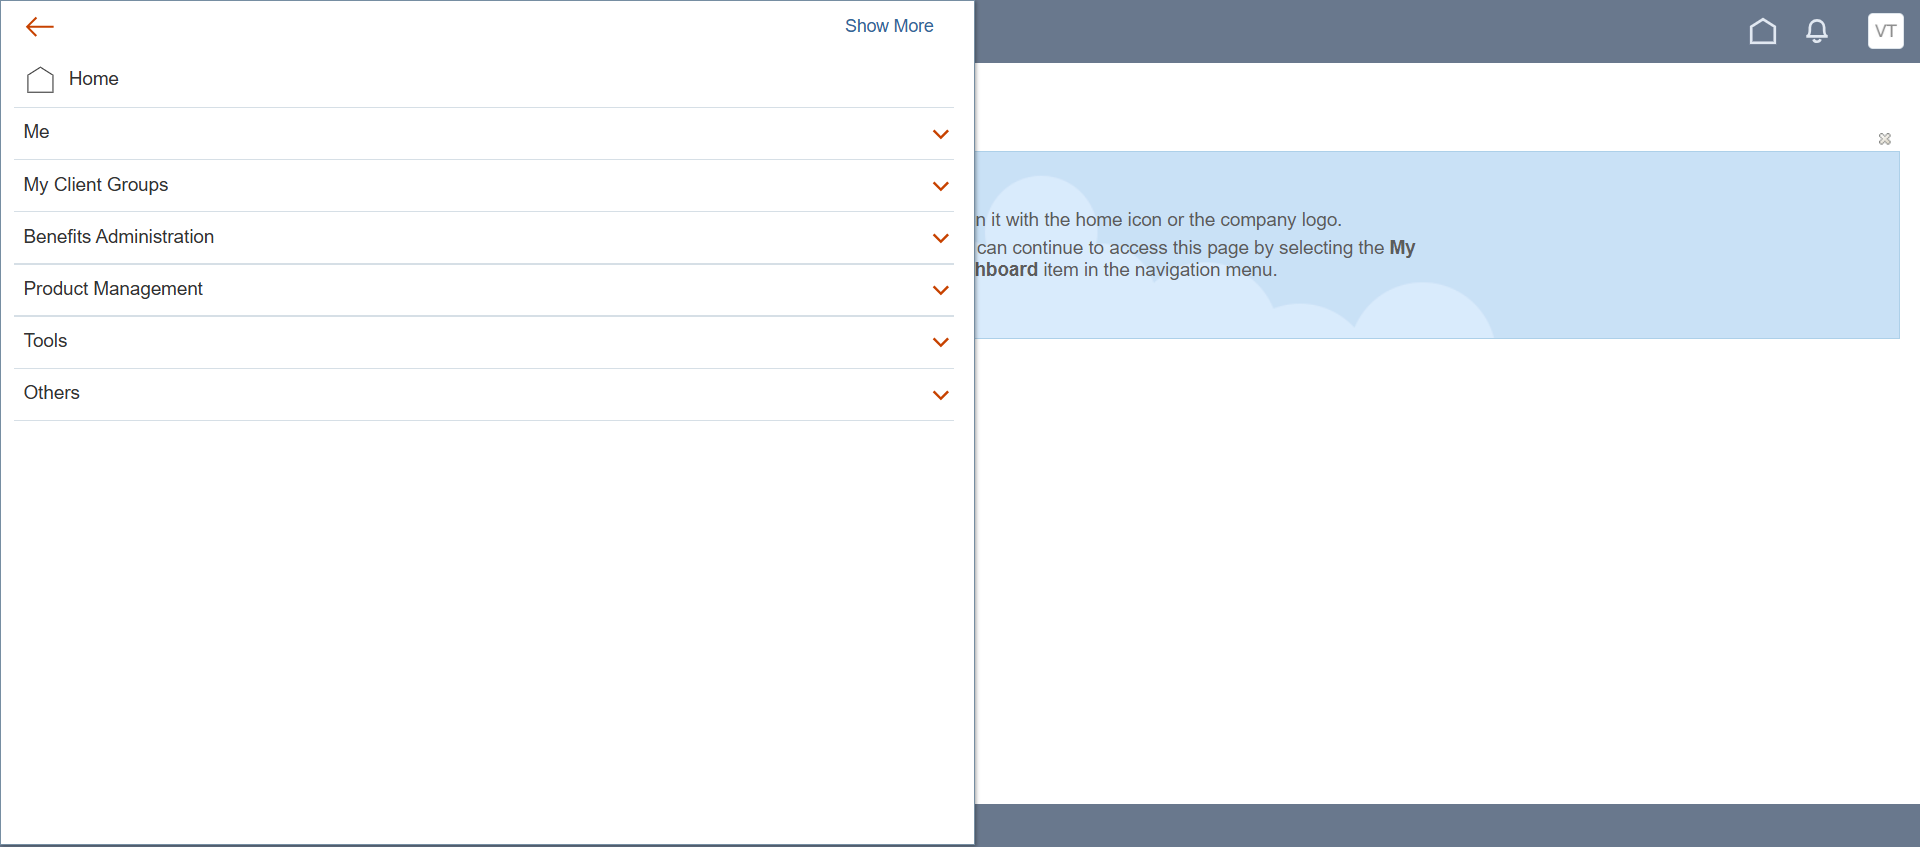 Show More
VT
Home
Me
My Client Groups
Benefits Administration
Product Management
Tools
Others
n it with the home icon or the company logo.
can continue to access this page by selecting the My
hboard item in the navigation menu.